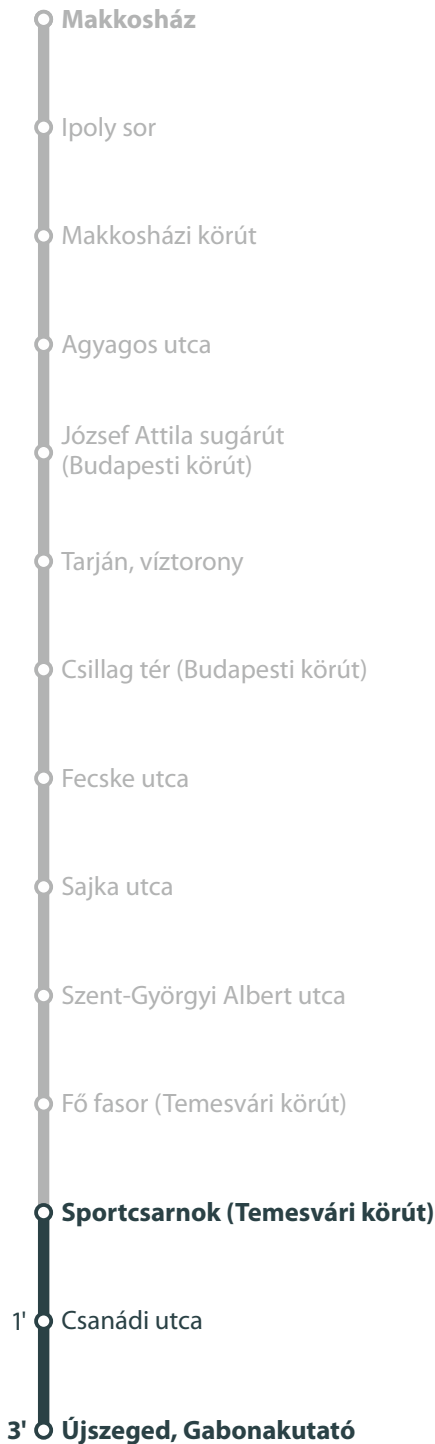 Makkosház
Ipoly sor
Makkosházi körút
Agyagos utca
József Attila sugárút
(Budapesti körút)
Tarján, víztorony
Csillag tér (Budapesti körút)
Fecske utca
Sajka utca
Szent-Györgyi Albert utca
Fő fasor (Temesvári körút)
Sportcsarnok (Temesvári körút)
1' Csanádi utca
3' Újszeged, Gabonakutató